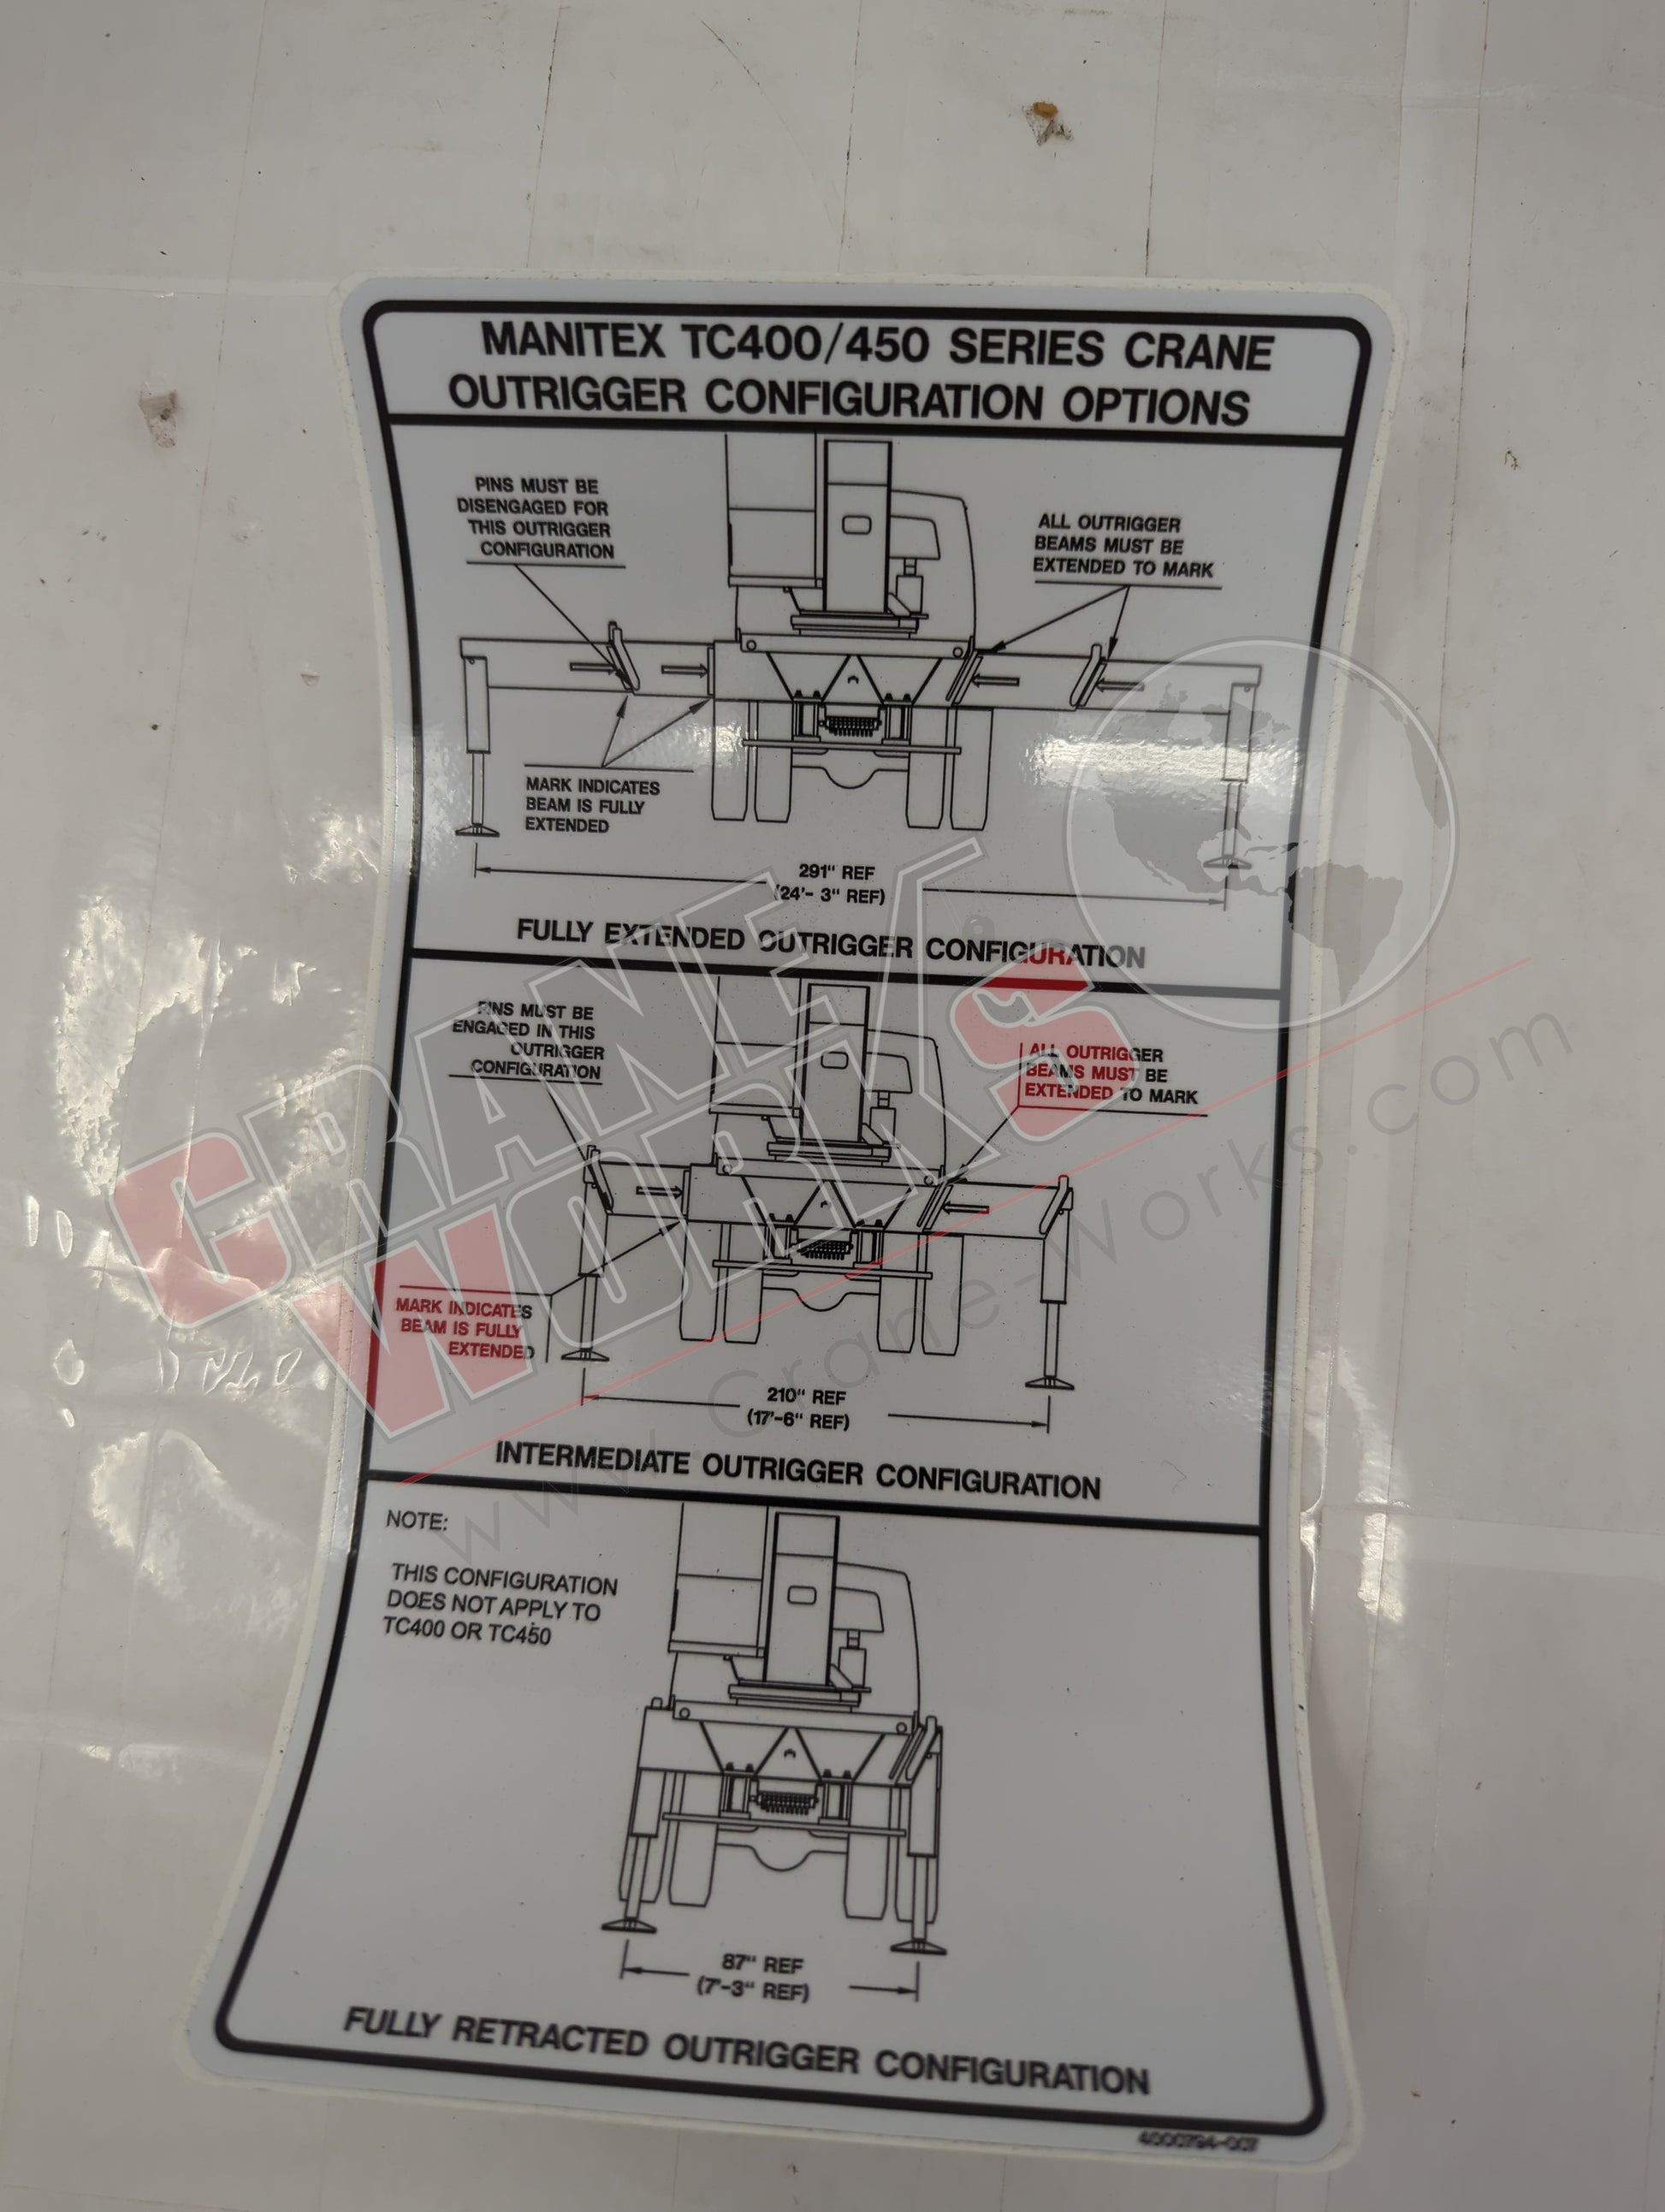 MANITEX TC400/450 SERIES CRANE
OUTRIGGER CONFIGURATION OPTIONS
PINS MUST BE
DISENGAGED FOR
THIS OUTRIGGER
CONFIGURATION
ALL OUTRIGGER
BEAMS MUST BE
EXTENDED TO MARK
MARK INDICATES
BEAM IS FULLY
EXTENDED
291" REF
(24'- 3" REF)
FULLY EXTENDED OUTRIGGER CONFIGURATION
PINS MUST BE
ENGAGED IN THIS
OUTRIGGER
CONFIGURATION
ALL OUTRIGGER
BEAMS MUST BE
EXTENDED TO MARK
MARK INDICATES
BEAM IS FULLY
EXTENDED
210" REF
(17'-6" REF)
INTERMEDIATE OUTRIGGER CONFIGURATION
NOTE:
THIS CONFIGURATION
DOES NOT APPLY TO
TC400 OR TC450
87" REF
(7'-3" REF)
FULLY RETRACTED OUTRIGGER CONFIGURATION
CRANE
WORKS
www.Crane-Works.com